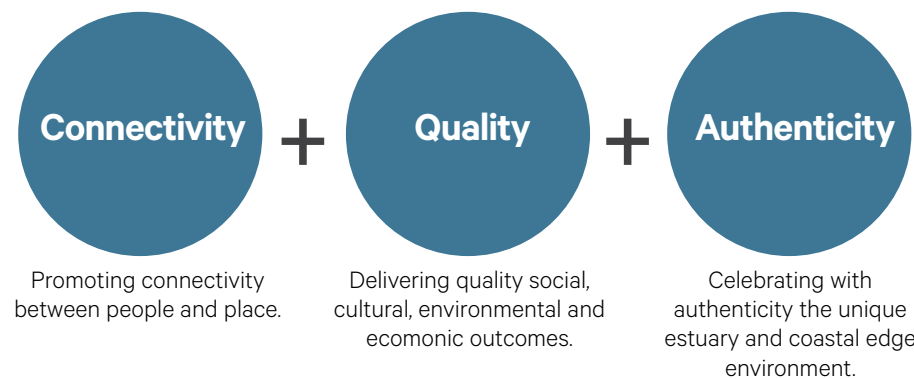 Connectivity
+
Quality
+
Authenticity
Promoting connectivity
between people and place.
Delivering quality social,
cultural, environmental and
ecomonic outcomes.
Celebrating with
authenticity the unique
estuary and coastal edge
environment.